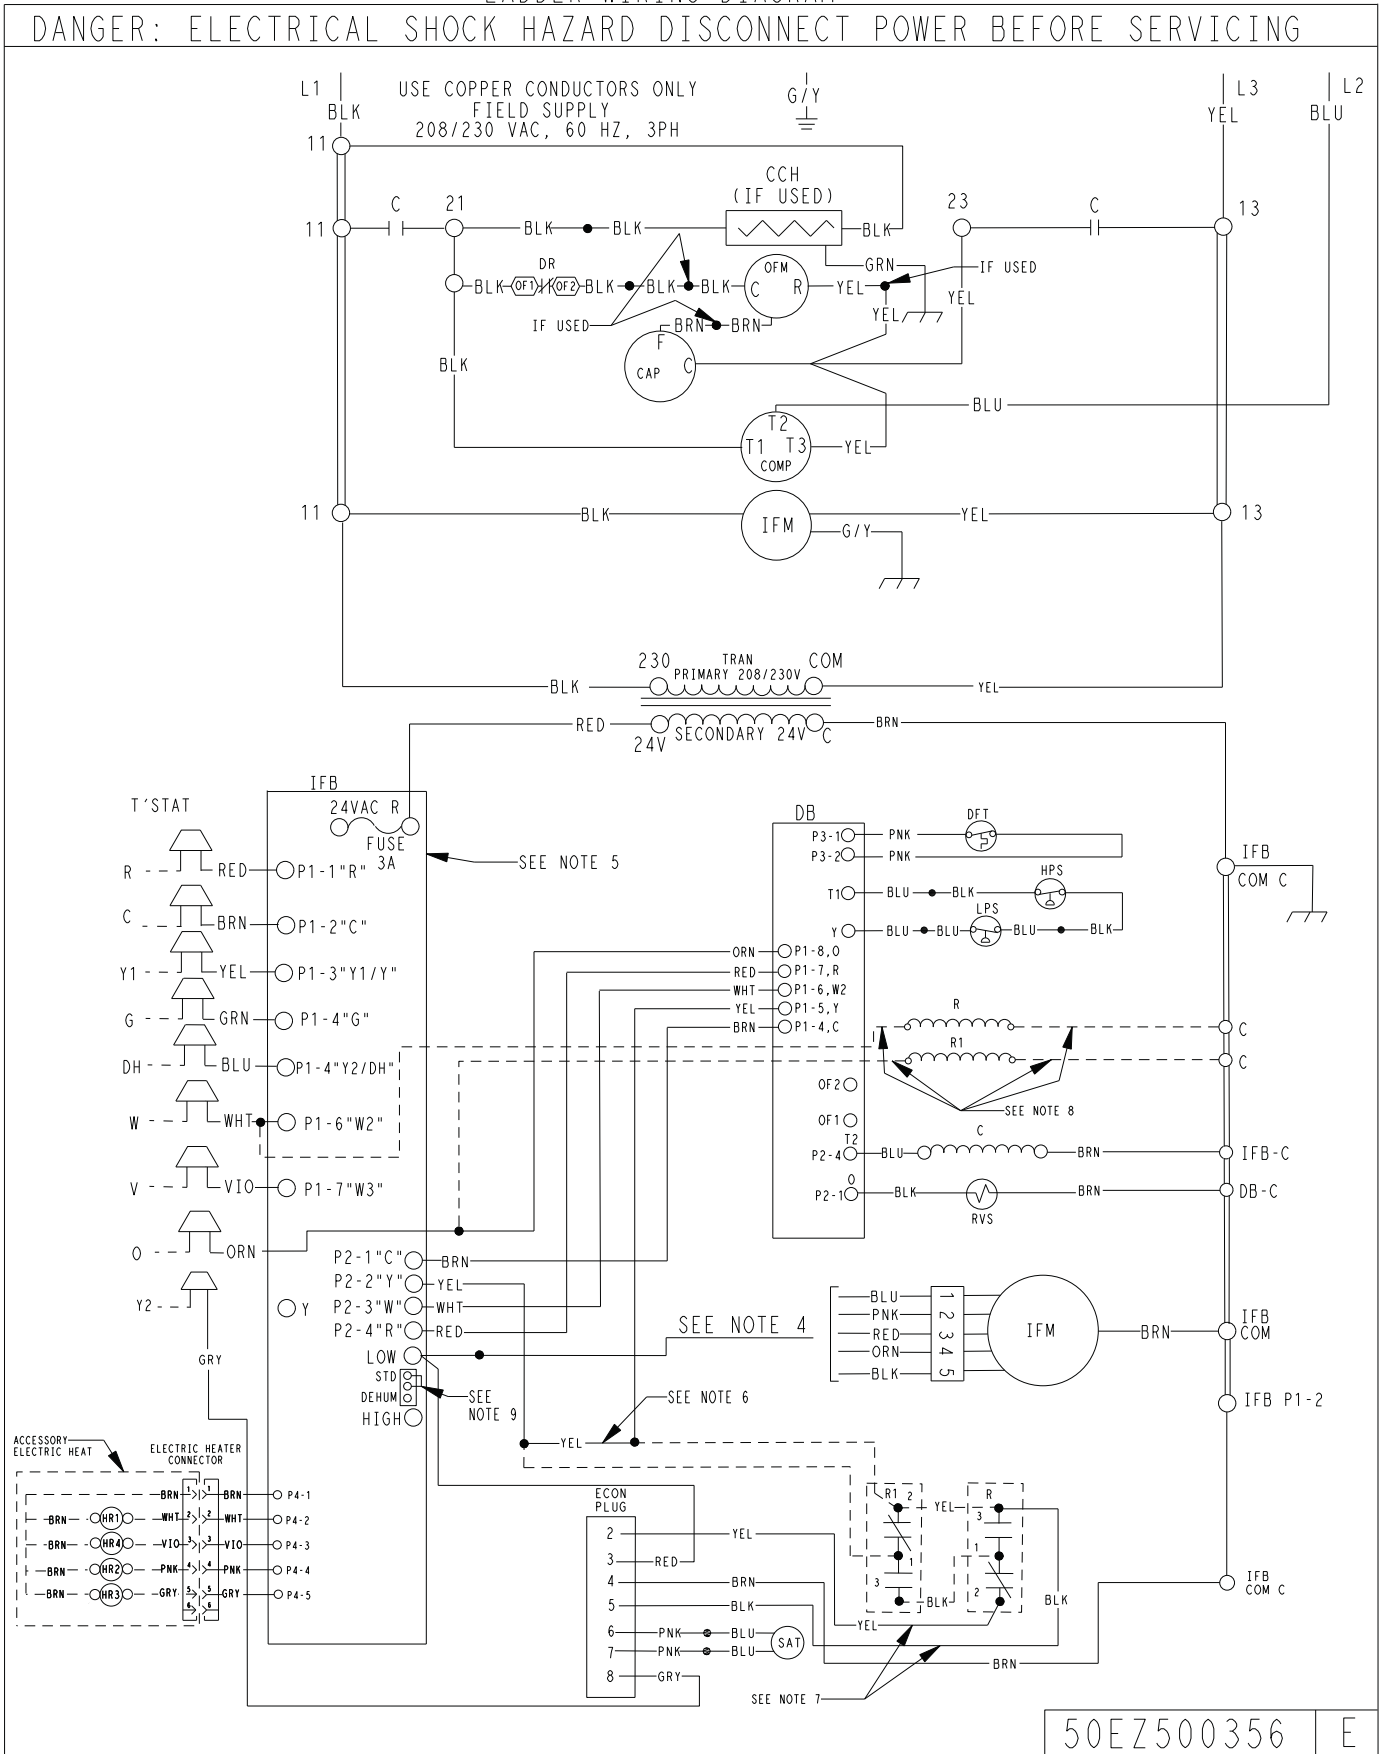 DANGER: ELECTRICAL SHOCK HAZARD DISCONNECT POWER BEFORE SERVICING
L1
BLK
USE COPPER CONDUCTORS ONLY
FIELD SUPPLY
208/230 VAC, 60 HZ, 3PH
G/Y
L3
YEL
L2
BLU
11
CCH
(IF USED)
11
C
21
BLK
BLK
BLK
23
C
13
DR
BLK
OF1
OF2
BLK
BLK
BLK
OFM
C
R
YEL
GRN
IF USED
YEL
YEL
IF USED
BRN
BRN
F
CAP
C
BLK
BLU
T2
T1
T3
COMP
YEL
11
BLK
IFM
YEL
13
G/Y
230
TRAN
PRIMARY 208/230V
COM
BLK
YEL
RED
24V
SECONDARY 24V
C
BRN
T'STAT
IFB
24VAC R
FUSE
3A
SEE NOTE 5
R
RED
P1-1"R"
C
BRN
P1-2"C"
Y1
YEL
P1-3"Y1/Y"
G
GRN
P1-4"G"
DH
BLU
P1-4"Y2/DH"
W
WHT
P1-6"W2"
V
VIO
P1-7"W3"
O
ORN
Y2
Y
GRY
P2-1"C"
BRN
P2-2"Y"
YEL
P2-3"W"
WHT
P2-4"R"
RED
LOW
STD
DEHUM
HIGH
SEE
NOTE 9
DB
P3-1
PNK
DFT
P3-2
PNK
T1
BLU
BLK
HPS
Y
BLU
BLU
LPS
BLU
BLK
ORN
P1-8,O
RED
P1-7,R
WHT
P1-6,W2
YEL
P1-5,Y
BRN
P1-4,C
IFB
COM C
R
C
R1
C
OF2
SEE NOTE 8
OF1
T2
P2-4
BLU
C
BRN
IFB-C
O
P2-1
BLK
RVS
BRN
DB-C
SEE NOTE 4
BLU
1
PNK
2
RED
3
ORN
4
BLK
5
IFM
BRN
IFB
COM
IFB P1-2
SEE NOTE 6
YEL
ACCESSORY
ELECTRIC HEAT
ELECTRIC HEATER
CONNECTOR
BRN
1
1
BRN
P4-1
BRN
HR1
WHT
2
2
WHT
P4-2
BRN
HR4
VIO
3
3
VIO
P4-3
BRN
HR2
PNK
4
4
PNK
P4-4
BRN
HR3
GRY
5
5
GRY
P4-5
6
6
ECON
PLUG
2
YEL
3
RED
4
BRN
5
BLK
6
PNK
BLU
7
PNK
BLU
SAT
8
GRY
R1
2
1
3
YEL
R
3
1
2
BLK
BLK
YEL
BRN
IFB
COM C
SEE NOTE 7
50EZ500356
E